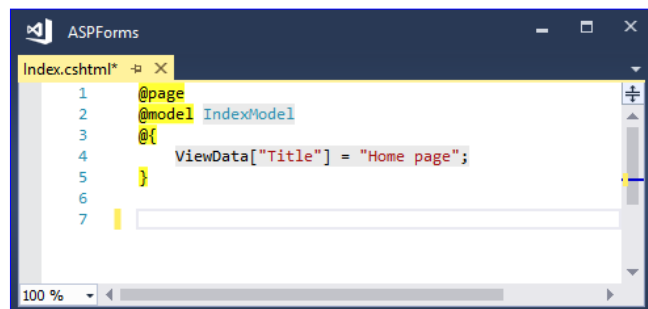 ASPForms
Index.cshtml*
1 @page
2 @model IndexModel
3 @{
4 ViewData["Title"] = "Home page";
5 }
6
7
100 %